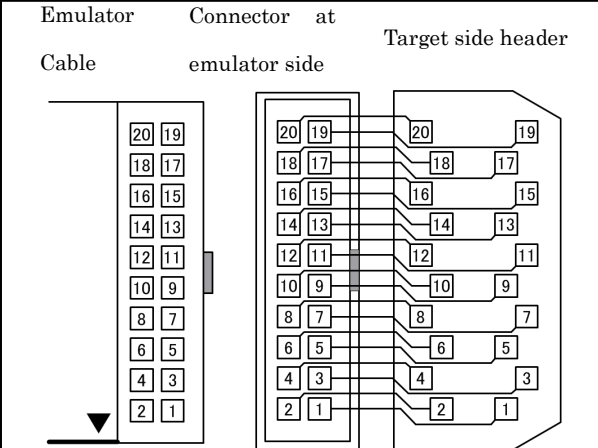 Emulator Connector at Target side header
Cable emulator side
20 19 20 19 20 19
18 17 18 17 18 17
16 15 16 15 16 15
14 13 14 13 14 13
12 11 12 11 12 11
10 9 10 9 10 9
8 7 8 7 8 7
6 5 6 5 6 5
4 3 4 3 4 3
2 1 2 1 2 1